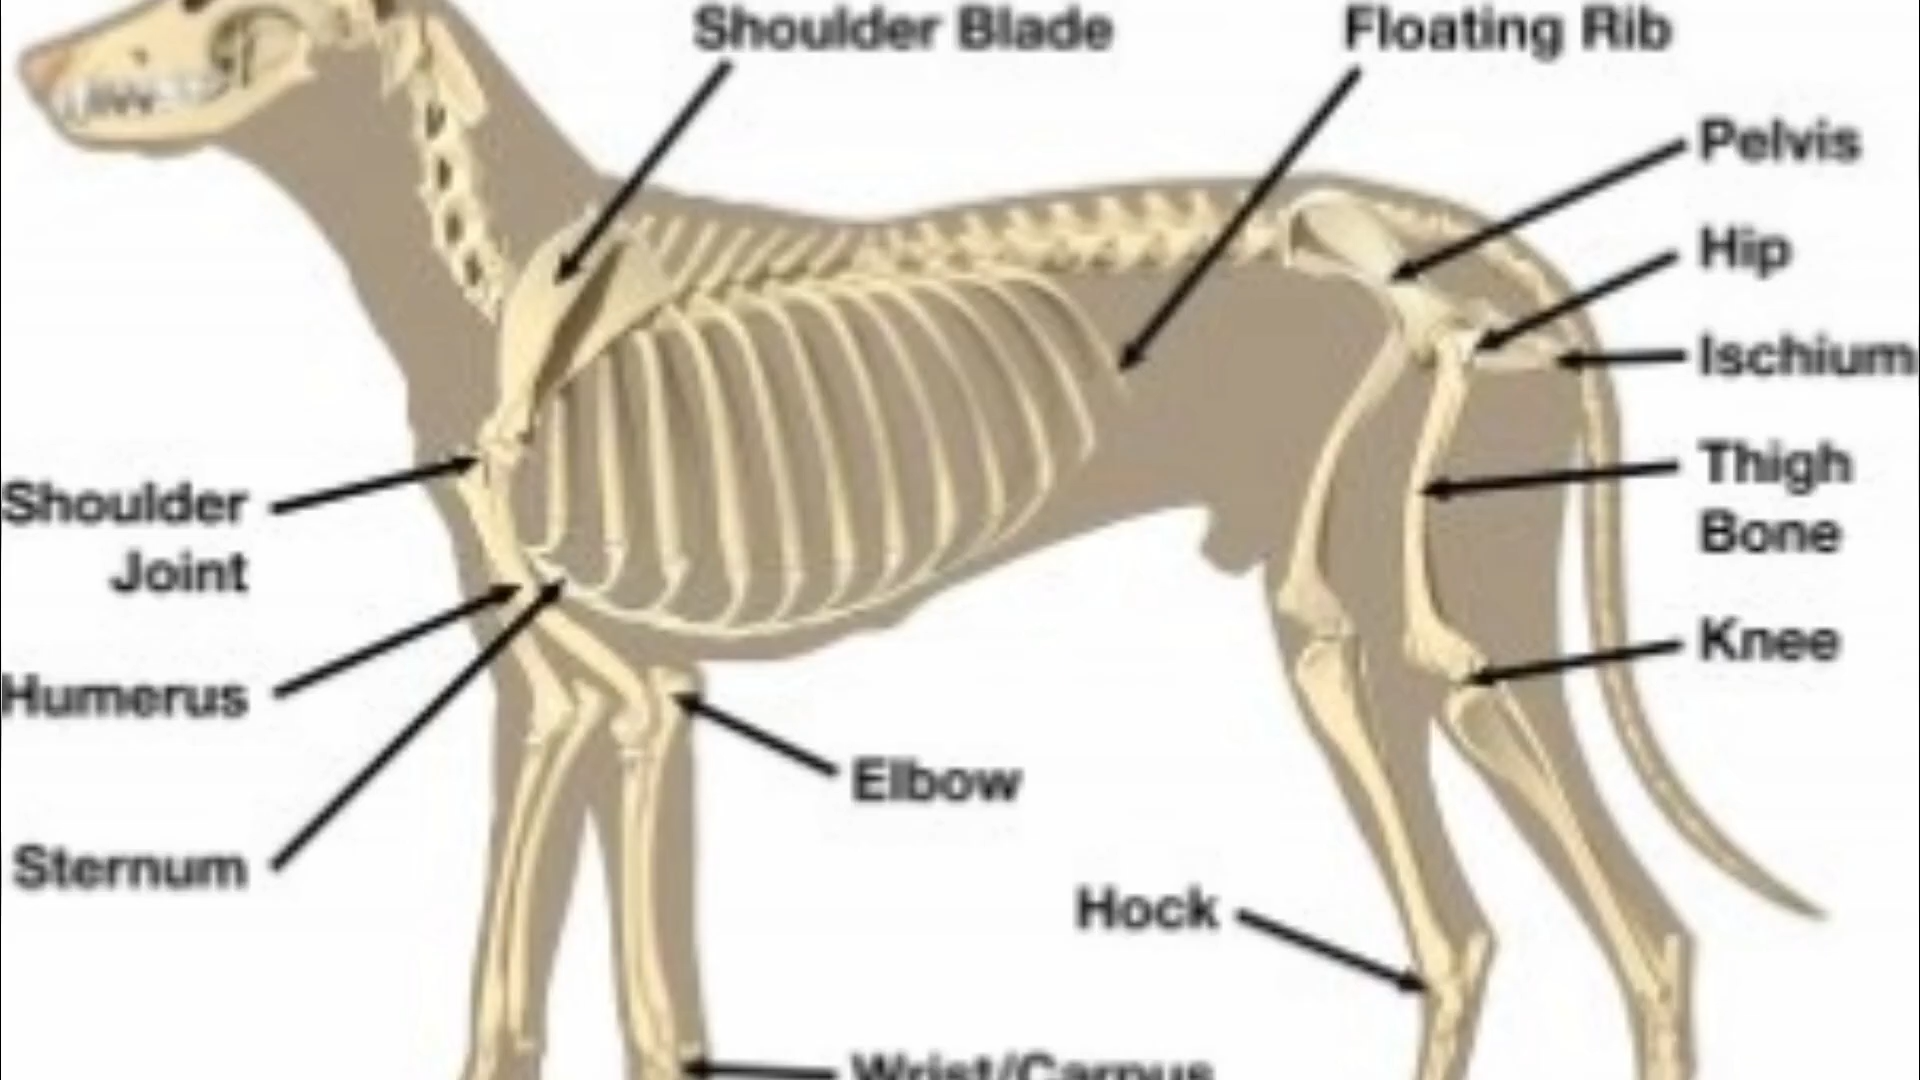 Shoulder Blade
Floating Rib
Pelvis
Hip
Ischium
Shoulder
Joint
Thigh
Bone
Humerus
Knee
Elbow
Sternum
Hock
Wrist/Carpus